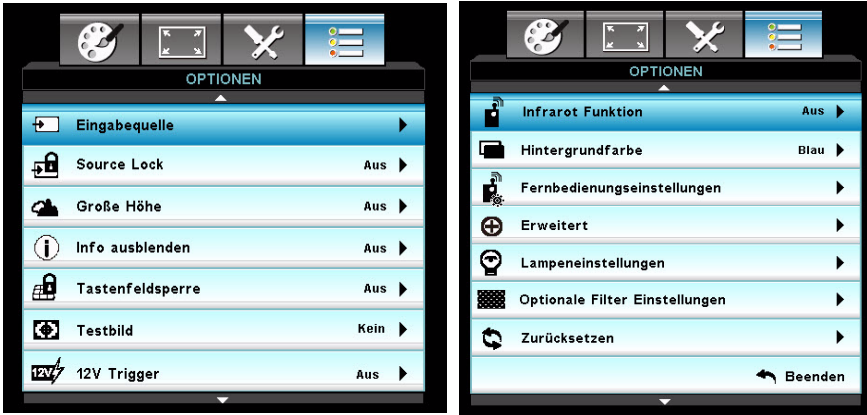 OPTIONEN
Eingabequelle
Source Lock Aus
Große Höhe Aus
Info ausblenden Aus
Tastenfeldsperre Aus
Testbild Kein
12V 12V Trigger Aus
OPTIONEN
Infrarot Funktion Aus
Hintergrundfarbe Blau
Fernbedienungseinstellungen
Erweitert
Lampeneinstellungen
Optionale Filter Einstellungen
Zurücksetzen
Beenden